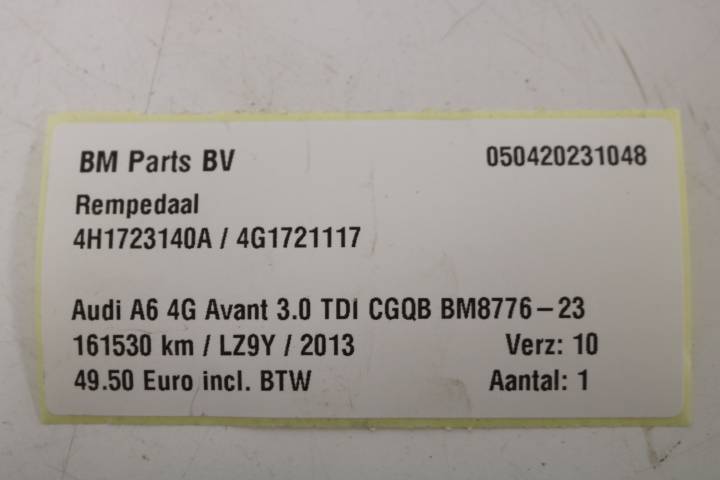 BM Parts BV 050420231048
Rempedaal
4H1723140A / 4G1721117
Audi A6 4G Avant 3.0 TDI CGQB BM8776-23
161530 km / LZ9Y / 2013 Verz: 10
49.50 Euro incl. BTW Aantal: 1